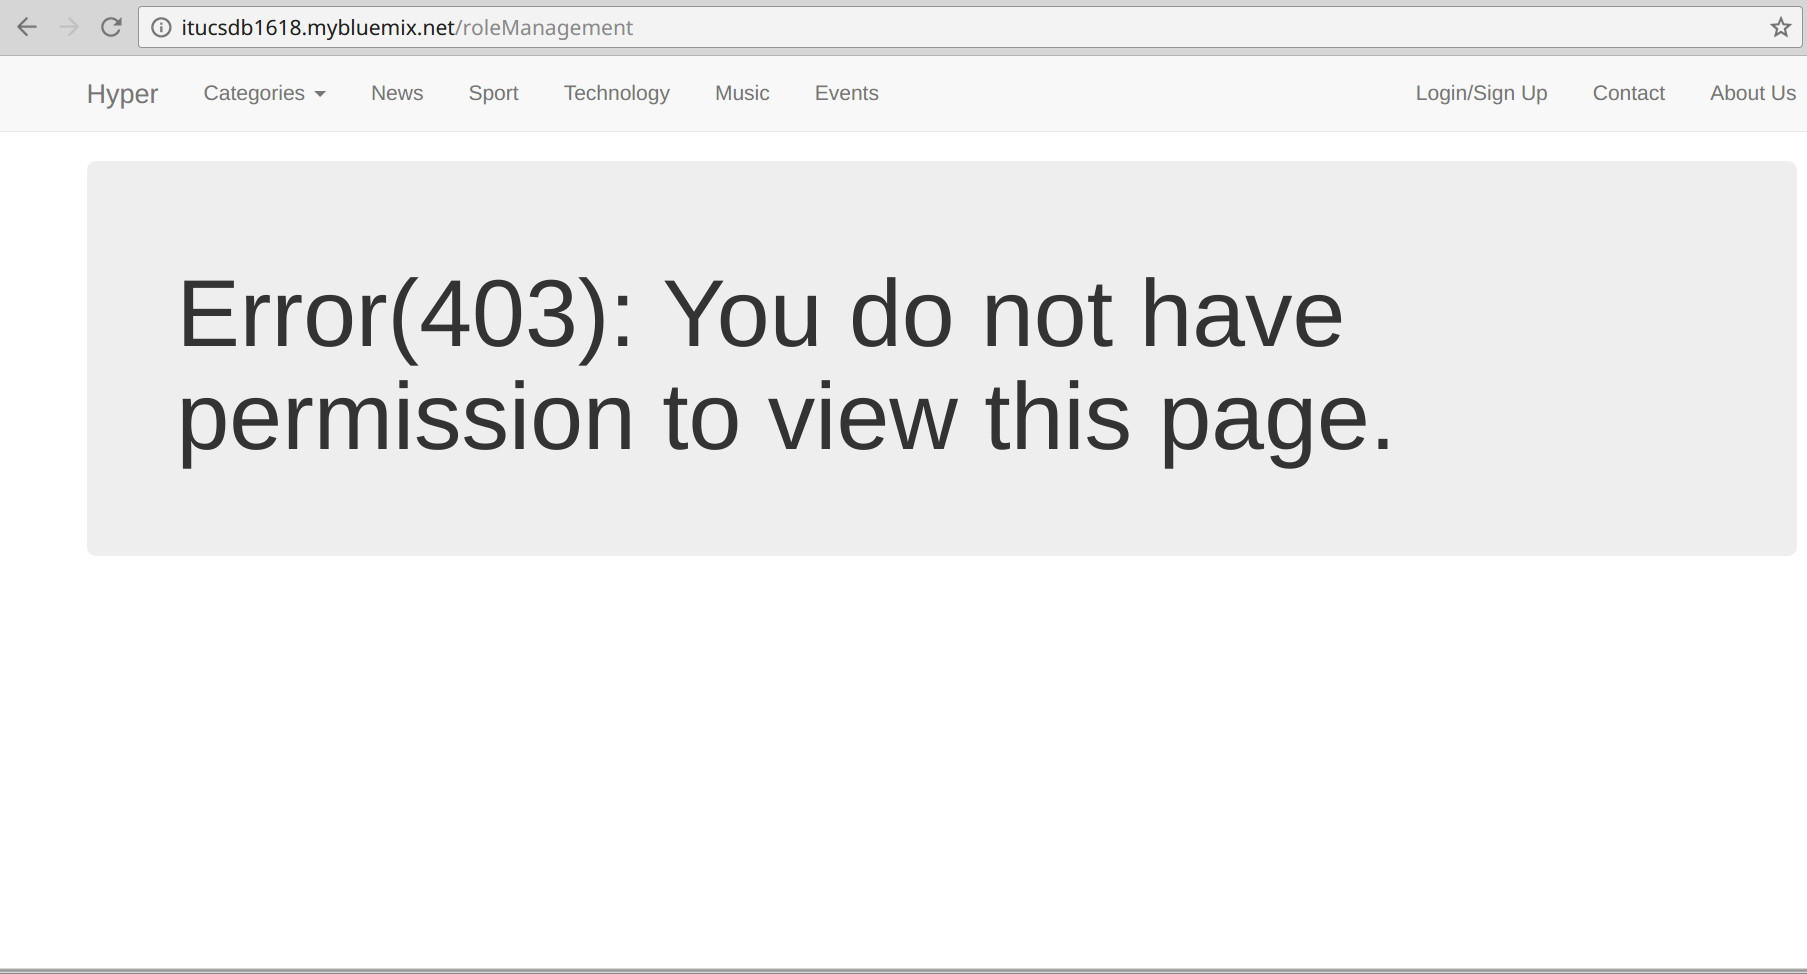 itucsdb1618.mybluemix.net/roleManagement
Hyper Categories News Sport Technology Music Events Login/Sign Up Contact About Us
Error(403): You do not have
permission to view this page.